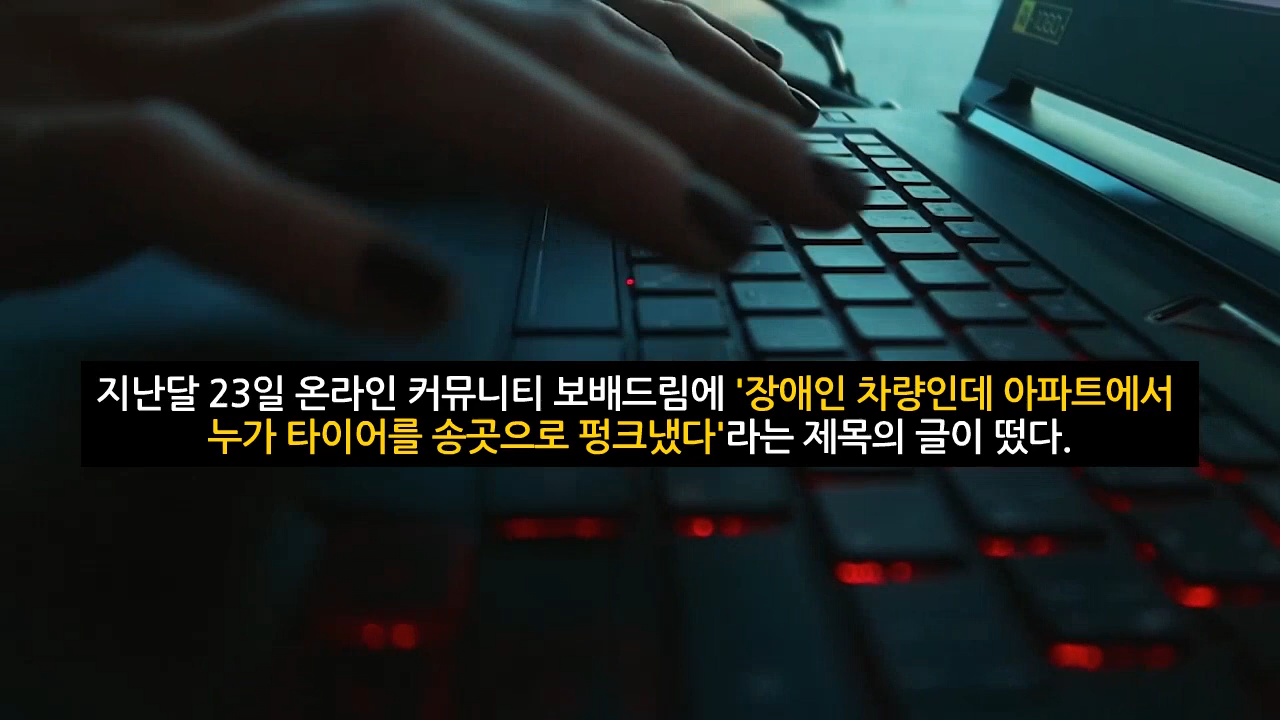 지난달 23일 온라인 커뮤니티 보배드림에 '장애인 차량인데 아파트에서
누가 타이어를 송곳으로 펑크냈다'라는 제목의 글이 떴다.